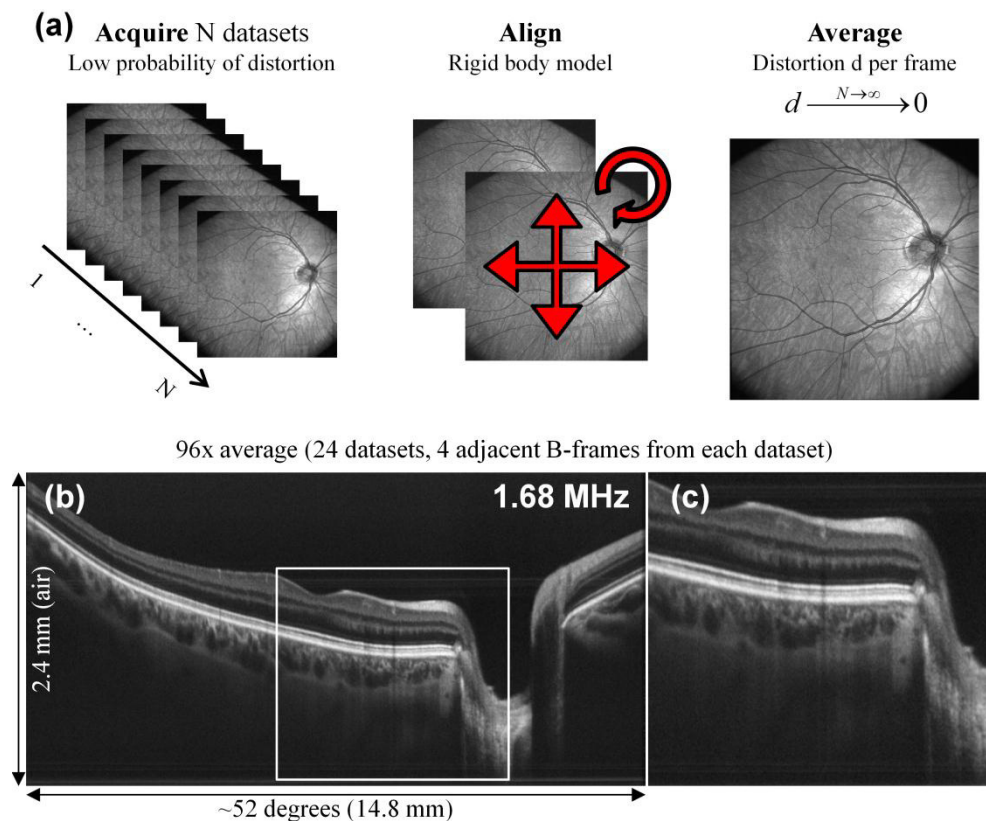 (a)
Acquire N datasets
Low probability of distortion
Align
Rigid body model
Average
Distortion d per frame
d N→∞ 0
1
...
N
96x average (24 datasets, 4 adjacent B-frames from each dataset)
(b)
1.68 MHz
(c)
2.4 mm (air)
~52 degrees (14.8 mm)